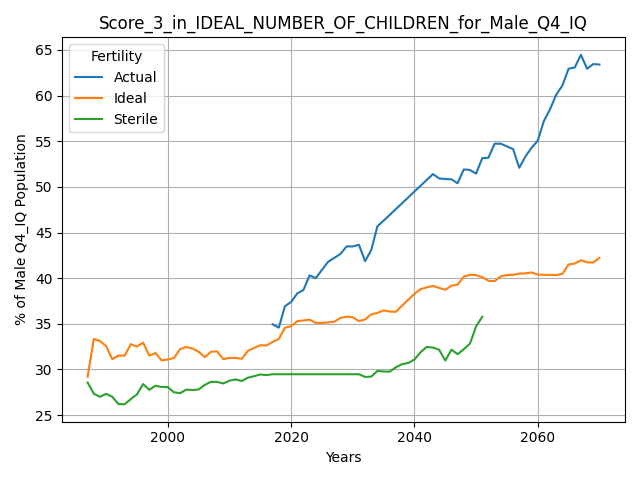 Score_3_in_IDEAL_NUMBER_OF_CHILDREN_for_Male_Q4_IQ
Fertility
Actual
Ideal
Sterile
% of Male Q4_IQ Population
65
60
55
50
45
40
35
30
25
2000 2020 2040 2060
Years